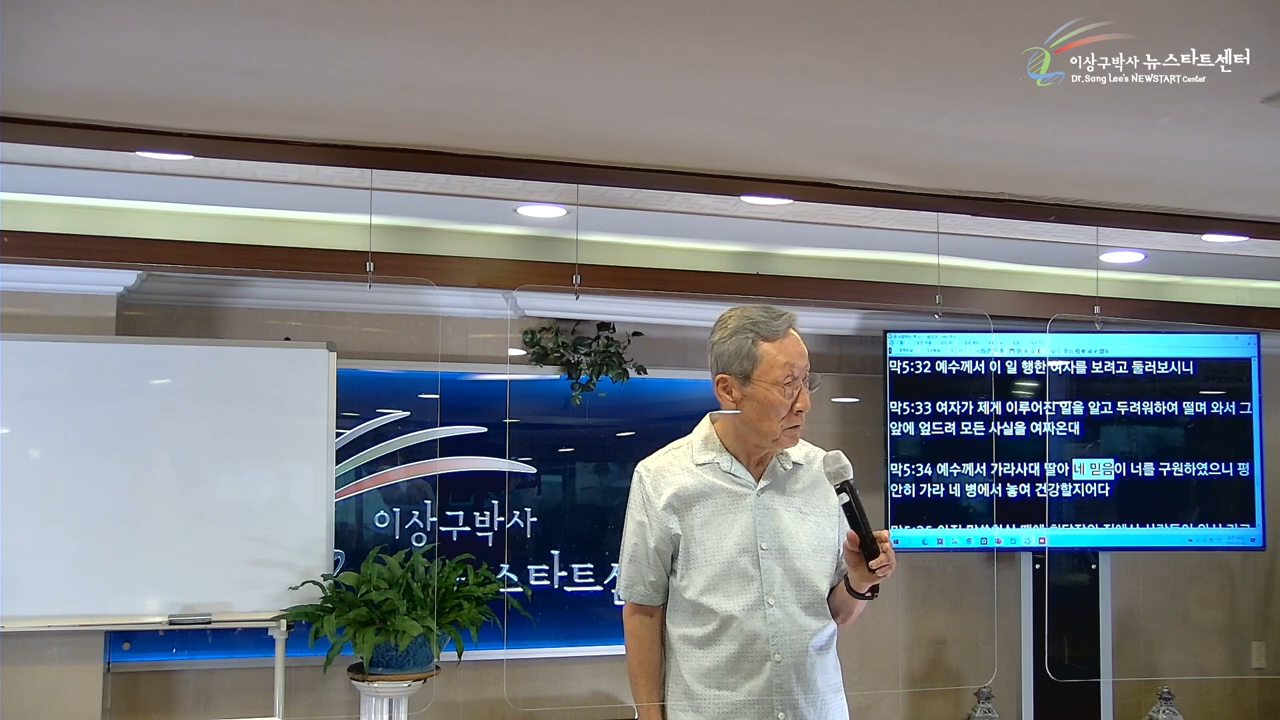 이상구박사 뉴스타트센터
Dr. Sang Lee's NEWSTART Center
이상구박사
스타트센
막5:32 예수께서 이 일 행한 여자를 보려고 둘러보시니
막5:33 여자가 제게 이루어진 일을 알고 두려워하여 떨며 와서 그
앞에 엎드려 모든 사실을 여짜온대
막5:34 예수께서 가라사대 딸아 네 믿음이 너를 구원하였으니 평
안히 가라 네 병에서 놓여 건강할지어다